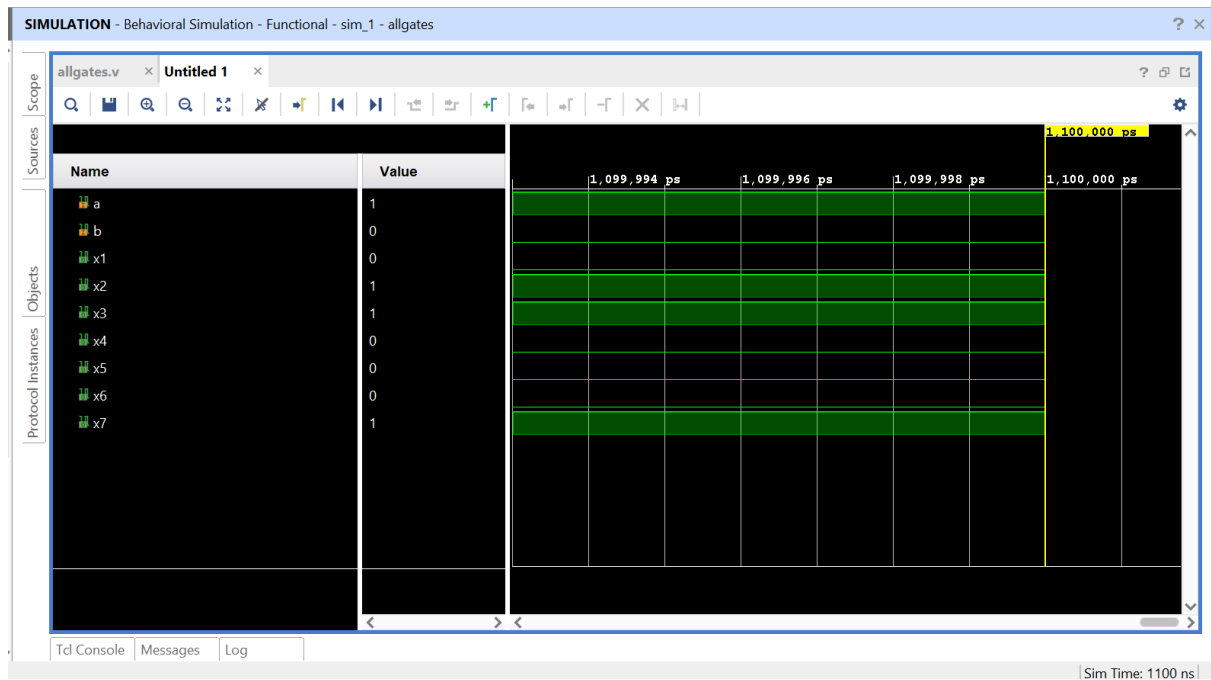 SIMULATION - Behavioral Simulation - Functional - sim_1 - allgates
? ×
Scope
Sources
Objects
Protocol Instances
allgates.v × Untitled 1 ×
?
1,100,000 ps
Name Value
1,099,994 ps 1,099,996 ps 1,099,998 ps 1,100,000 ps
a 1
b 0
x1 0
x2 1
x3 1
x4 0
x5 0
x6 0
x7 1
Tcl Console Messages Log
Sim Time: 1100 ns